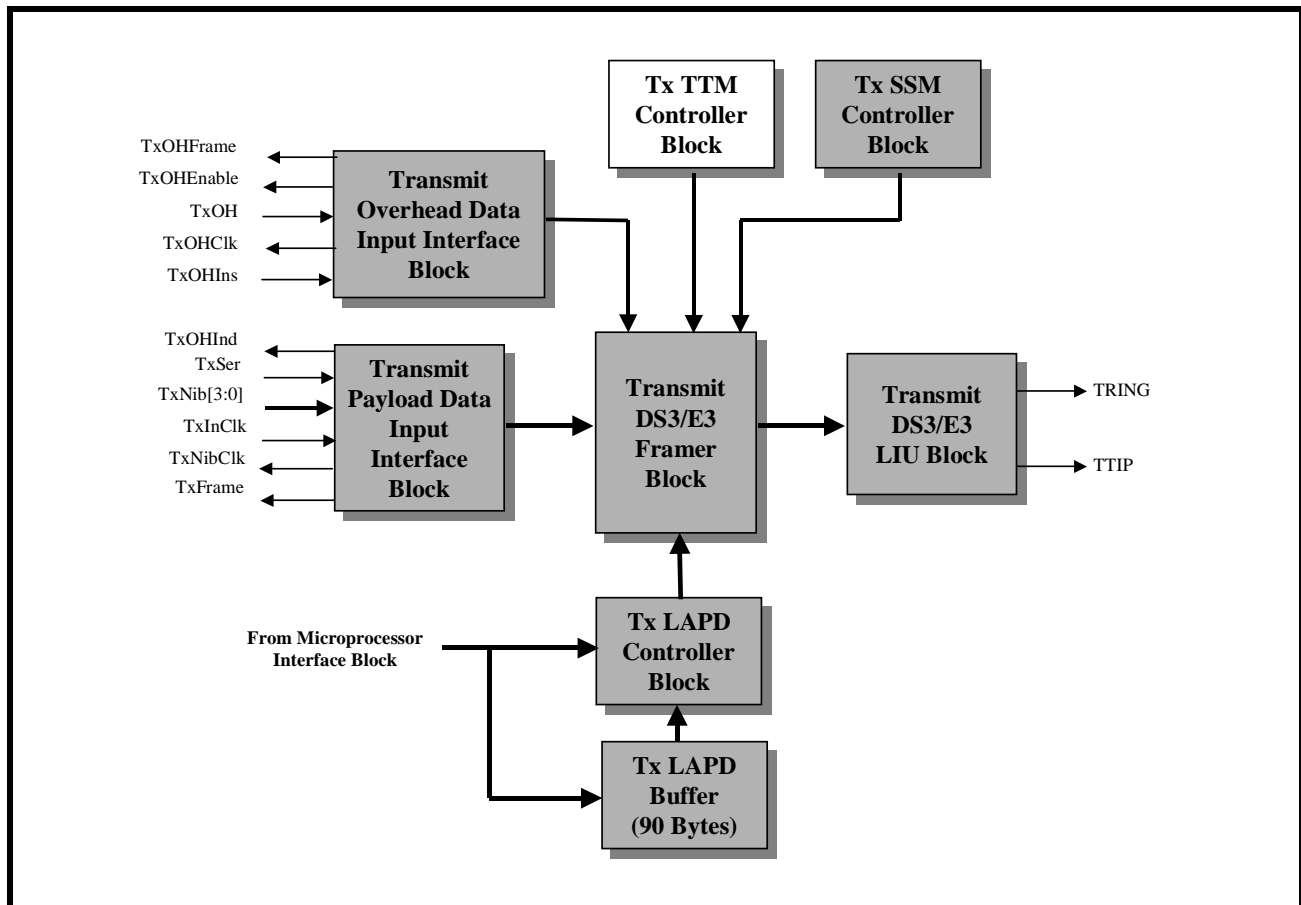 Tx TTM
Controller
Block
Tx SSM
Controller
Block
TxOHFrame
TxOHEnable
TxOH
TxOHClk
TxOHIns
Transmit
Overhead Data
Input Interface
Block
TxOHInd
TxSer
TxNib[3:0]
TxInClk
TxNibClk
TxFrame
Transmit
Payload Data
Input
Interface
Block
Transmit
DS3/E3
Framer
Block
Transmit
DS3/E3
LIU Block
TRING
TTIP
From Microprocessor
Interface Block
Tx LAPD
Controller
Block
Tx LAPD
Buffer
(90 Bytes)